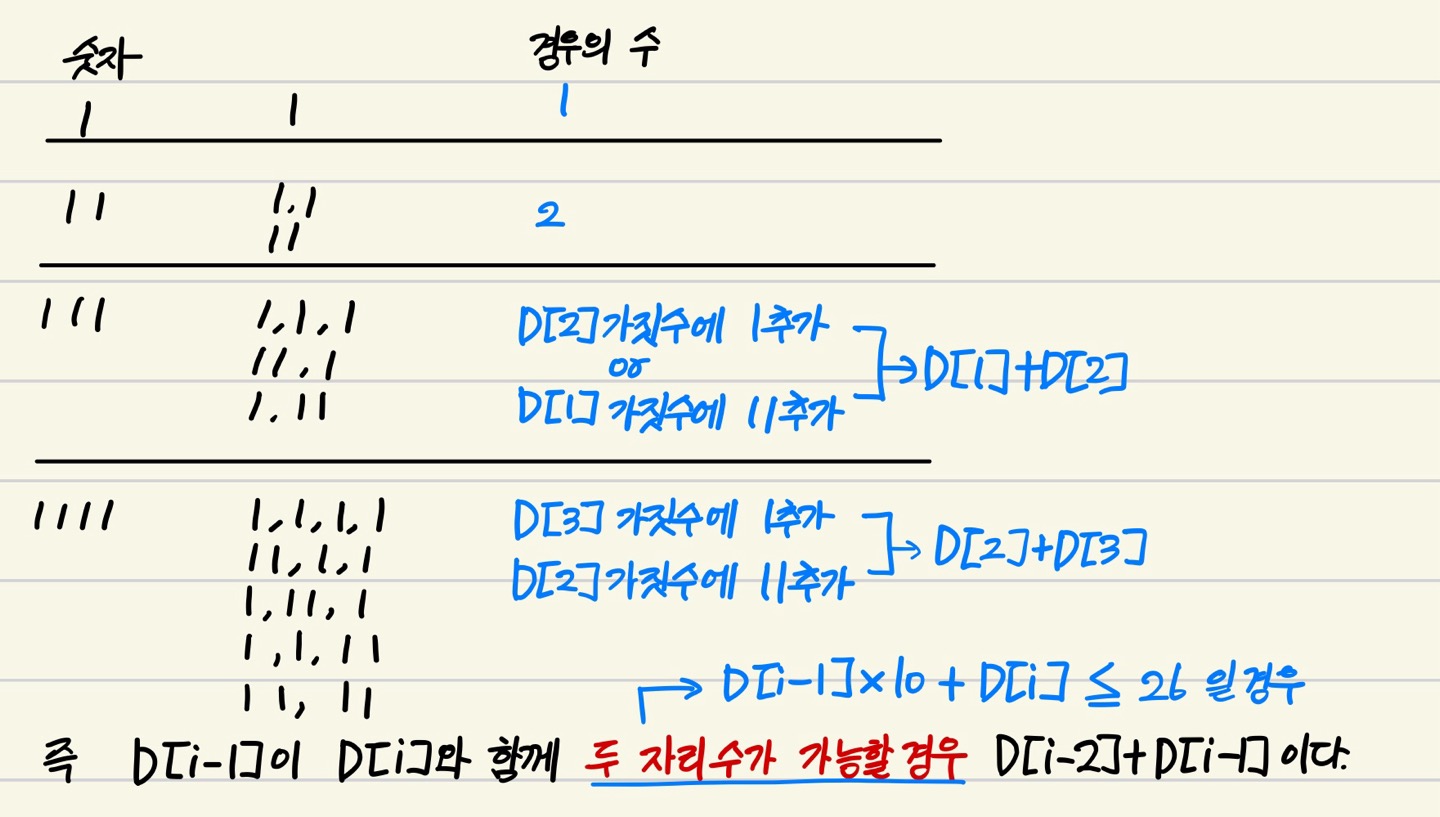 숫자 경우의 수
1 1 1
11 1,1 2
11
111 1,1,1 D[2]가짓수에 1추가
11,1 or →D[1]+D[2]
1,11 D[1] 가짓수에 11추가
1111 1,1,1,1 D[3] 가짓수에 1추가
11,1,1 → D[2]+D[3]
D[2]가짓수에 11추가
1,11,1
1,1,11
11,11 → D[i-1]×10 + D[i] ≤ 26 일 경우
즉 D[i-1]이 D[i]와 함께 두 자리수가 가능할 경우 D[i-2]+D[i-1]이다.